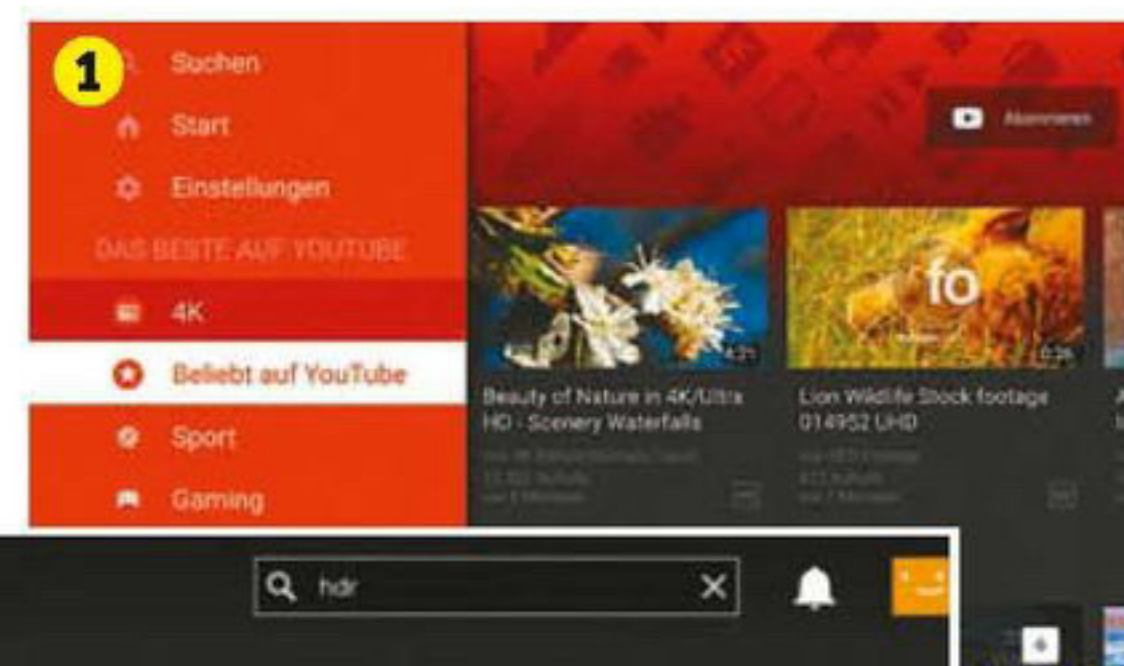 1
Suchen
Start
Einstellungen
DAS BESTE AUF YOUTUBE
4K
Beliebt auf YouTube
Sport
Gaming
Abonnieren
4:21
Beauty of Nature in 4K/Ultra
HD - Scenery Waterfalls
fo
0:26
Lion Wildlife Stock footage
014952 UHD
hdr